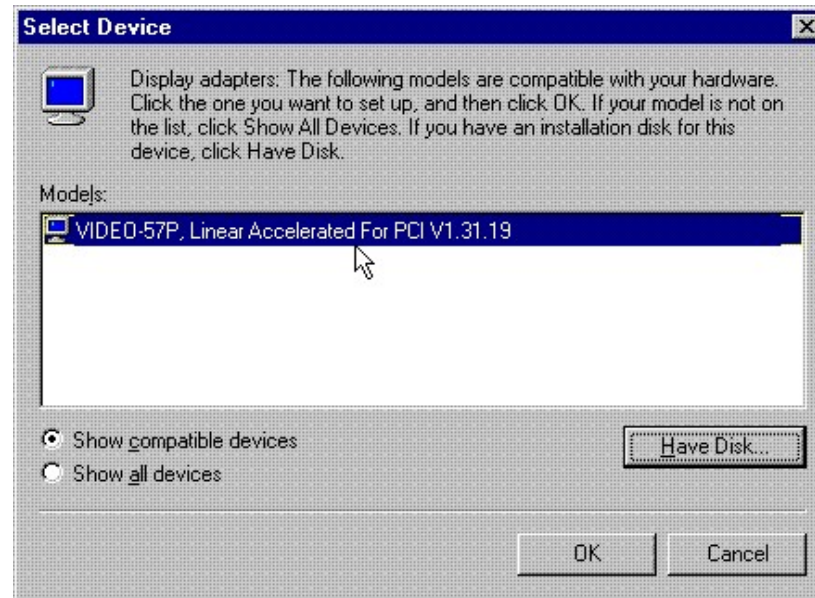 Select Device
Display adapters: The following models are compatible with your hardware.
Click the one you want to set up, and then click OK. If your model is not on
the list, click Show All Devices. If you have an installation disk for this
device, click Have Disk.
Models:
VIDEO-57P, Linear Accelerated For PCI V1.31.19
Show compatible devices
Have Disk...
Show all devices
OK
Cancel